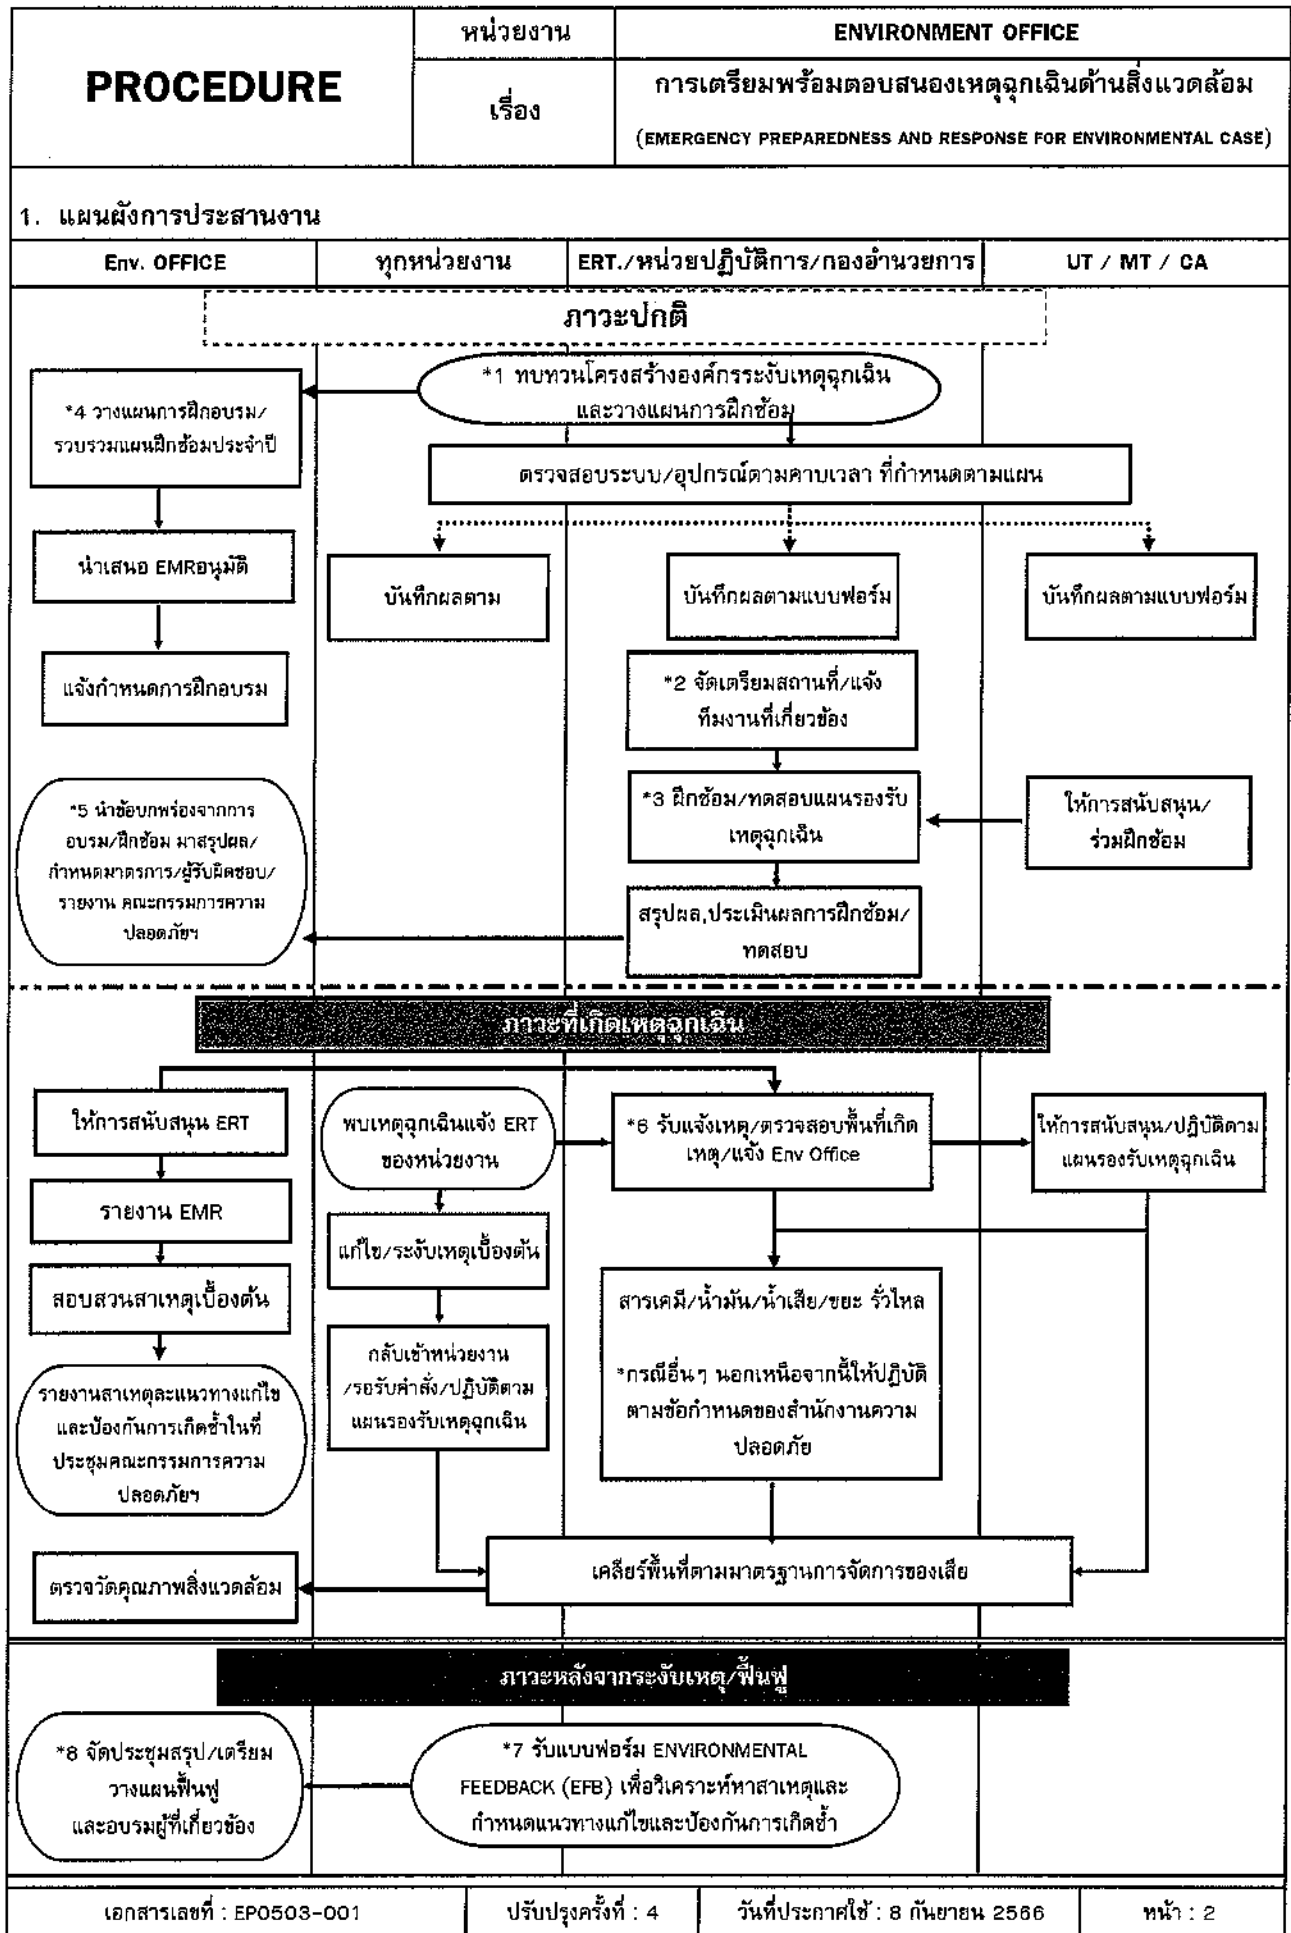 PROCEDURE
หน่วยงาน
ENVIRONMENT OFFICE
เรื่อง
การเตรียมพร้อมตอบสนองเหตุฉุกเฉินด้านสิ่งแวดล้อม
(EMERGENCY PREPAREDNESS AND RESPONSE FOR ENVIRONMENTAL CASE)
1. แผนผังการประสานงาน
Env. OFFICE
ทุกหน่วยงาน
ERT./หน่วยปฏิบัติการ/กองอำนวยการ
UT / MT / CA
ภาวะปกติ
*1 ทบทวนโครงสร้างองค์กรระงับเหตุฉุกเฉิน
และวางแผนการฝึกซ้อม
*4 วางแผนการฝึกอบรม/
รวบรวมแผนฝึกซ้อมประจำปี
ตรวจสอบระบบ/อุปกรณ์ตามคาบเวลา ที่กำหนดตามแผน
นำเสนอ EMRอนุมัติ
บันทึกผลตาม
บันทึกผลตามแบบฟอร์ม
บันทึกผลตามแบบฟอร์ม
แจ้งกำหนดการฝึกอบรม
*2 จัดเตรียมสถานที่/แจ้ง
ทีมงานที่เกี่ยวข้อง
*5 นำข้อบกพร่องจากการ
อบรม/ฝึกซ้อม มาสรุปผล/
กำหนดมาตรการ/ผู้รับผิดชอบ/
รายงาน คณะกรรมการความ
ปลอดภัยฯ
*3 ฝึกซ้อม/ทดสอบแผนรองรับ
เหตุฉุกเฉิน
ให้การสนับสนุน/
ร่วมฝึกซ้อม
สรุปผล,ประเมินผลการฝึกซ้อม/
ทดสอบ
ภาวะที่เกิดเหตุฉุกเฉิน
ให้การสนับสนุน ERT
พบเหตุฉุกเฉินแจ้ง ERT
ของหน่วยงาน
*6 รับแจ้งเหตุ/ตรวจสอบพื้นที่เกิด
เหตุ/แจ้ง Env Office
ให้การสนับสนุน/ปฏิบัติตาม
แผนรองรับเหตุฉุกเฉิน
รายงาน EMR
แก้ไข/ระงับเหตุเบื้องต้น
สอบสวนสาเหตุเบื้องต้น
สารเคมี/น้ำมัน/น้ำเสีย/ขยะ รั่วไหล
*กรณีอื่นๆ นอกเหนือจากนี้ให้ปฏิบัติ
ตามข้อกำหนดของสำนักงานความ
ปลอดภัย
กลับเข้าหน่วยงาน
/รอรับคำสั่ง/ปฏิบัติตาม
แผนรองรับเหตุฉุกเฉิน
รายงานสาเหตุละแนวทางแก้ไข
และป้องกันการเกิดซ้ำในที่
ประชุมคณะกรรมการความ
ปลอดภัยฯ
เคลียร์พื้นที่ตามมาตรฐานการจัดการของเสีย
ตรวจวัดคุณภาพสิ่งแวดล้อม
ภาวะหลังจากระงับเหตุ/ฟื้นฟู
*8 จัดประชุมสรุป/เตรียม
วางแผนฟื้นฟู
และอบรมผู้ที่เกี่ยวข้อง
*7 รับแบบฟอร์ม ENVIRONMENTAL
FEEDBACK (EFB) เพื่อวิเคราะห์หาสาเหตุและ
กำหนดแนวทางแก้ไขและป้องกันการเกิดซ้ำ
เอกสารเลขที่ : EP0503-001
ปรับปรุงครั้งที่ : 4
วันที่ประกาศใช้ : 8 กันยายน 2566
หน้า : 2